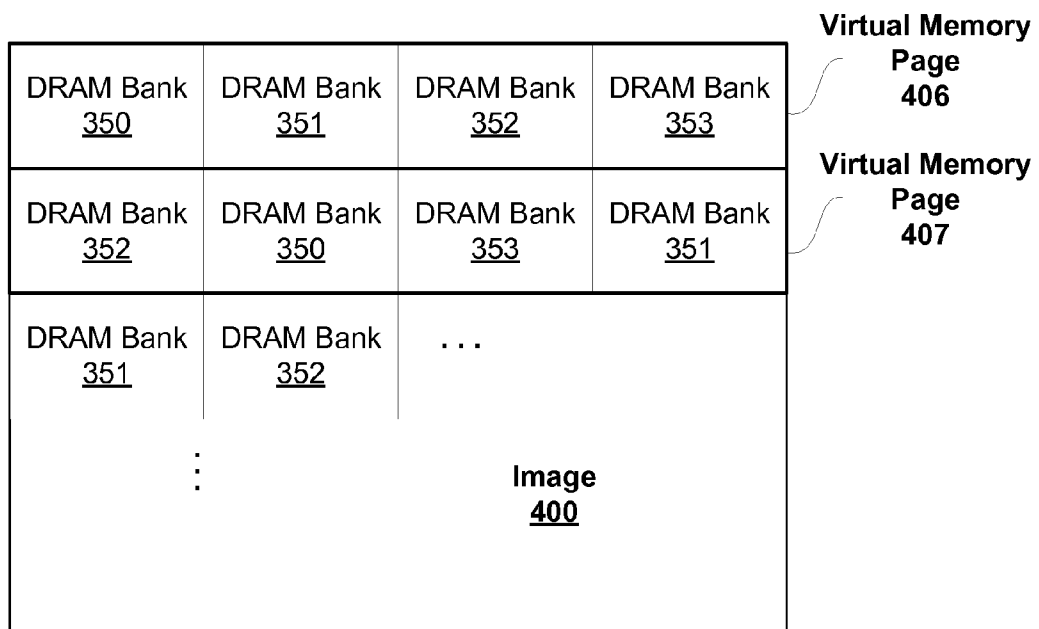 Virtual Memory
Page
406
DRAM Bank DRAM Bank DRAM Bank DRAM Bank
350 351 352 353
Virtual Memory
Page
407
DRAM Bank DRAM Bank DRAM Bank DRAM Bank
352 350 353 351
DRAM Bank DRAM Bank ...
351 352
⋮
Image
400